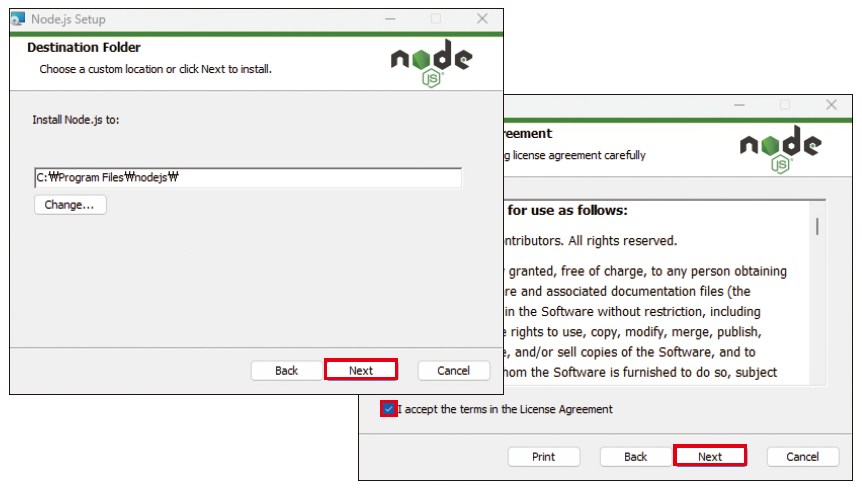 Node.js Setup
Destination Folder
Choose a custom location or click Next to install.
node
JS
Install Node.js to:
C:₩Program Files₩nodejs₩
Change...
Back
Next
Cancel
node
JS
for use as follows:
All rights reserved.
granted, free of charge, to any person obtaining
and associated documentation files (the
in the Software without restriction, including
rights to use, copy, modify, merge, publish,
and/or sell copies of the Software, and to
the Software is furnished to do so, subject
license agreement carefully
I accept the terms in the License Agreement
Print
Back
Next
Cancel